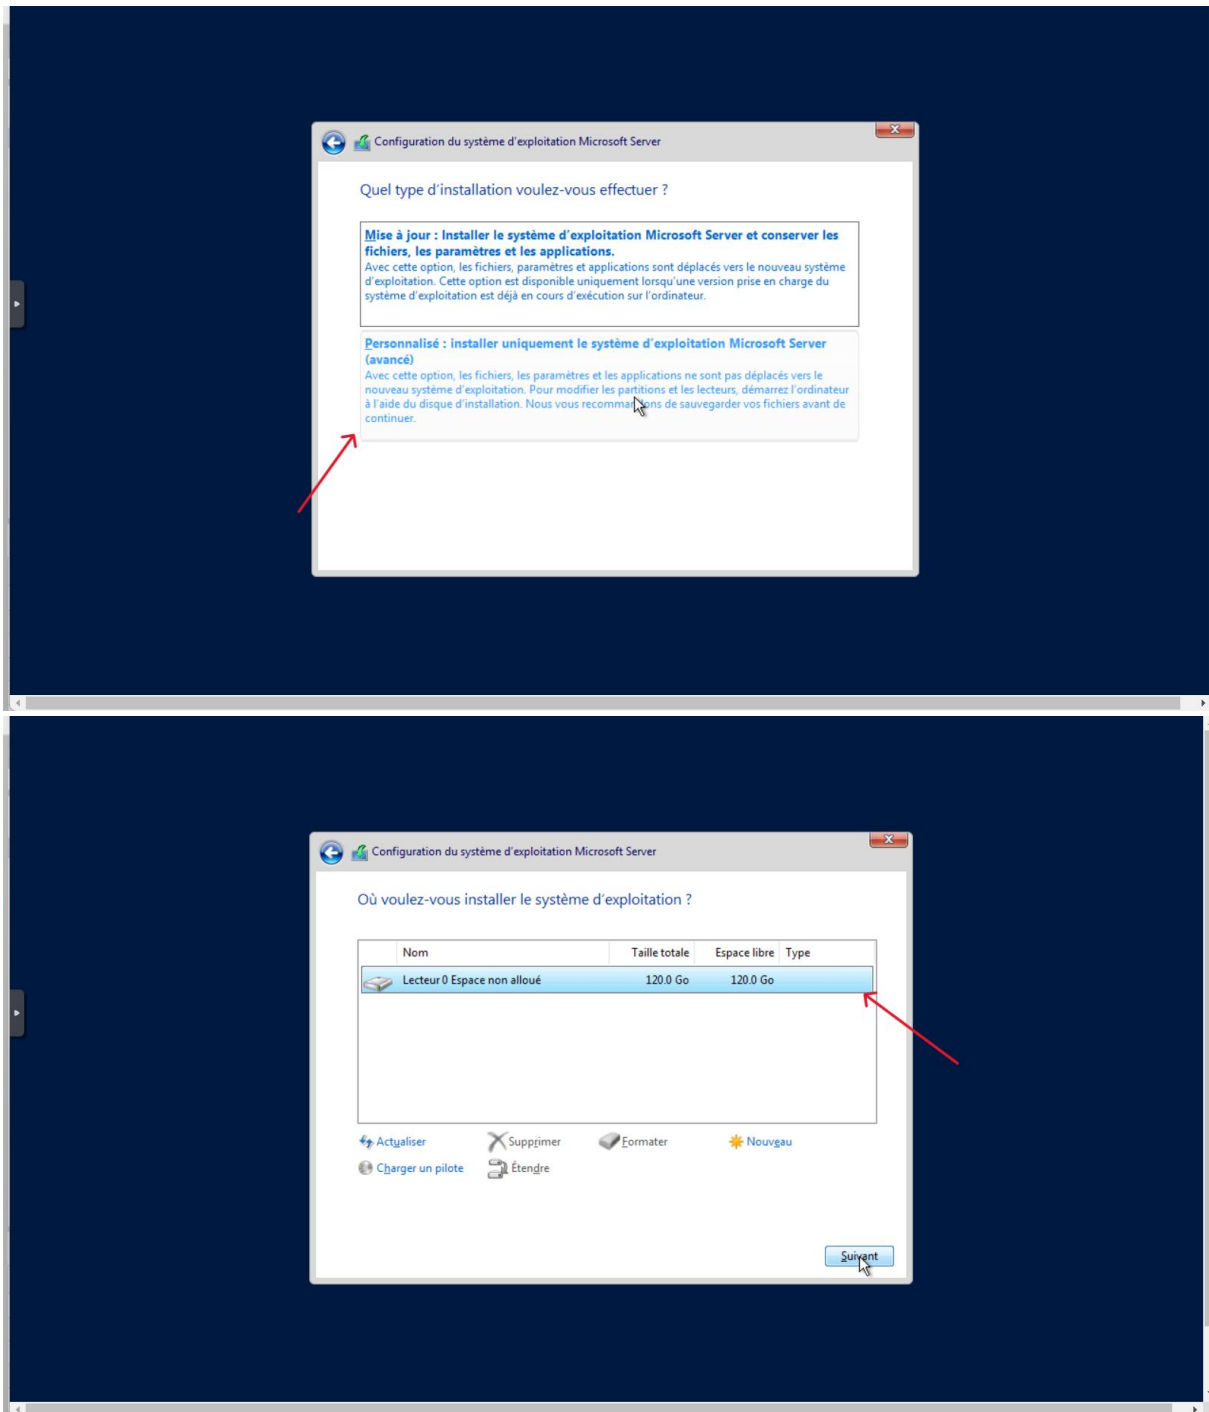 Configuration du système d'exploitation Microsoft Server
Quel type d'installation voulez-vous effectuer ?
Mise à jour : Installer le système d'exploitation Microsoft Server et conserver les
fichiers, les paramètres et les applications.
Avec cette option, les fichiers, paramètres et applications sont déplacés vers le nouveau système
d'exploitation. Cette option est disponible uniquement lorsqu'une version prise en charge du
système d'exploitation est déjà en cours d'exécution sur l'ordinateur.
Personnalisé : installer uniquement le système d'exploitation Microsoft Server
(avancé)
Avec cette option, les fichiers, les paramètres et les applications ne sont pas déplacés vers le
nouveau système d'exploitation. Pour modifier les partitions et les lecteurs, démarrez l'ordinateur
à l'aide du disque d'installation. Nous vous recommandons de sauvegarder vos fichiers avant de
continuer.
Configuration du système d'exploitation Microsoft Server
Où voulez-vous installer le système d'exploitation ?
Nom Taille totale Espace libre Type
Lecteur 0 Espace non alloué 120.0 Go 120.0 Go
Actualiser Supprimer Formater Nouveau
Charger un pilote Étendre
Suivant